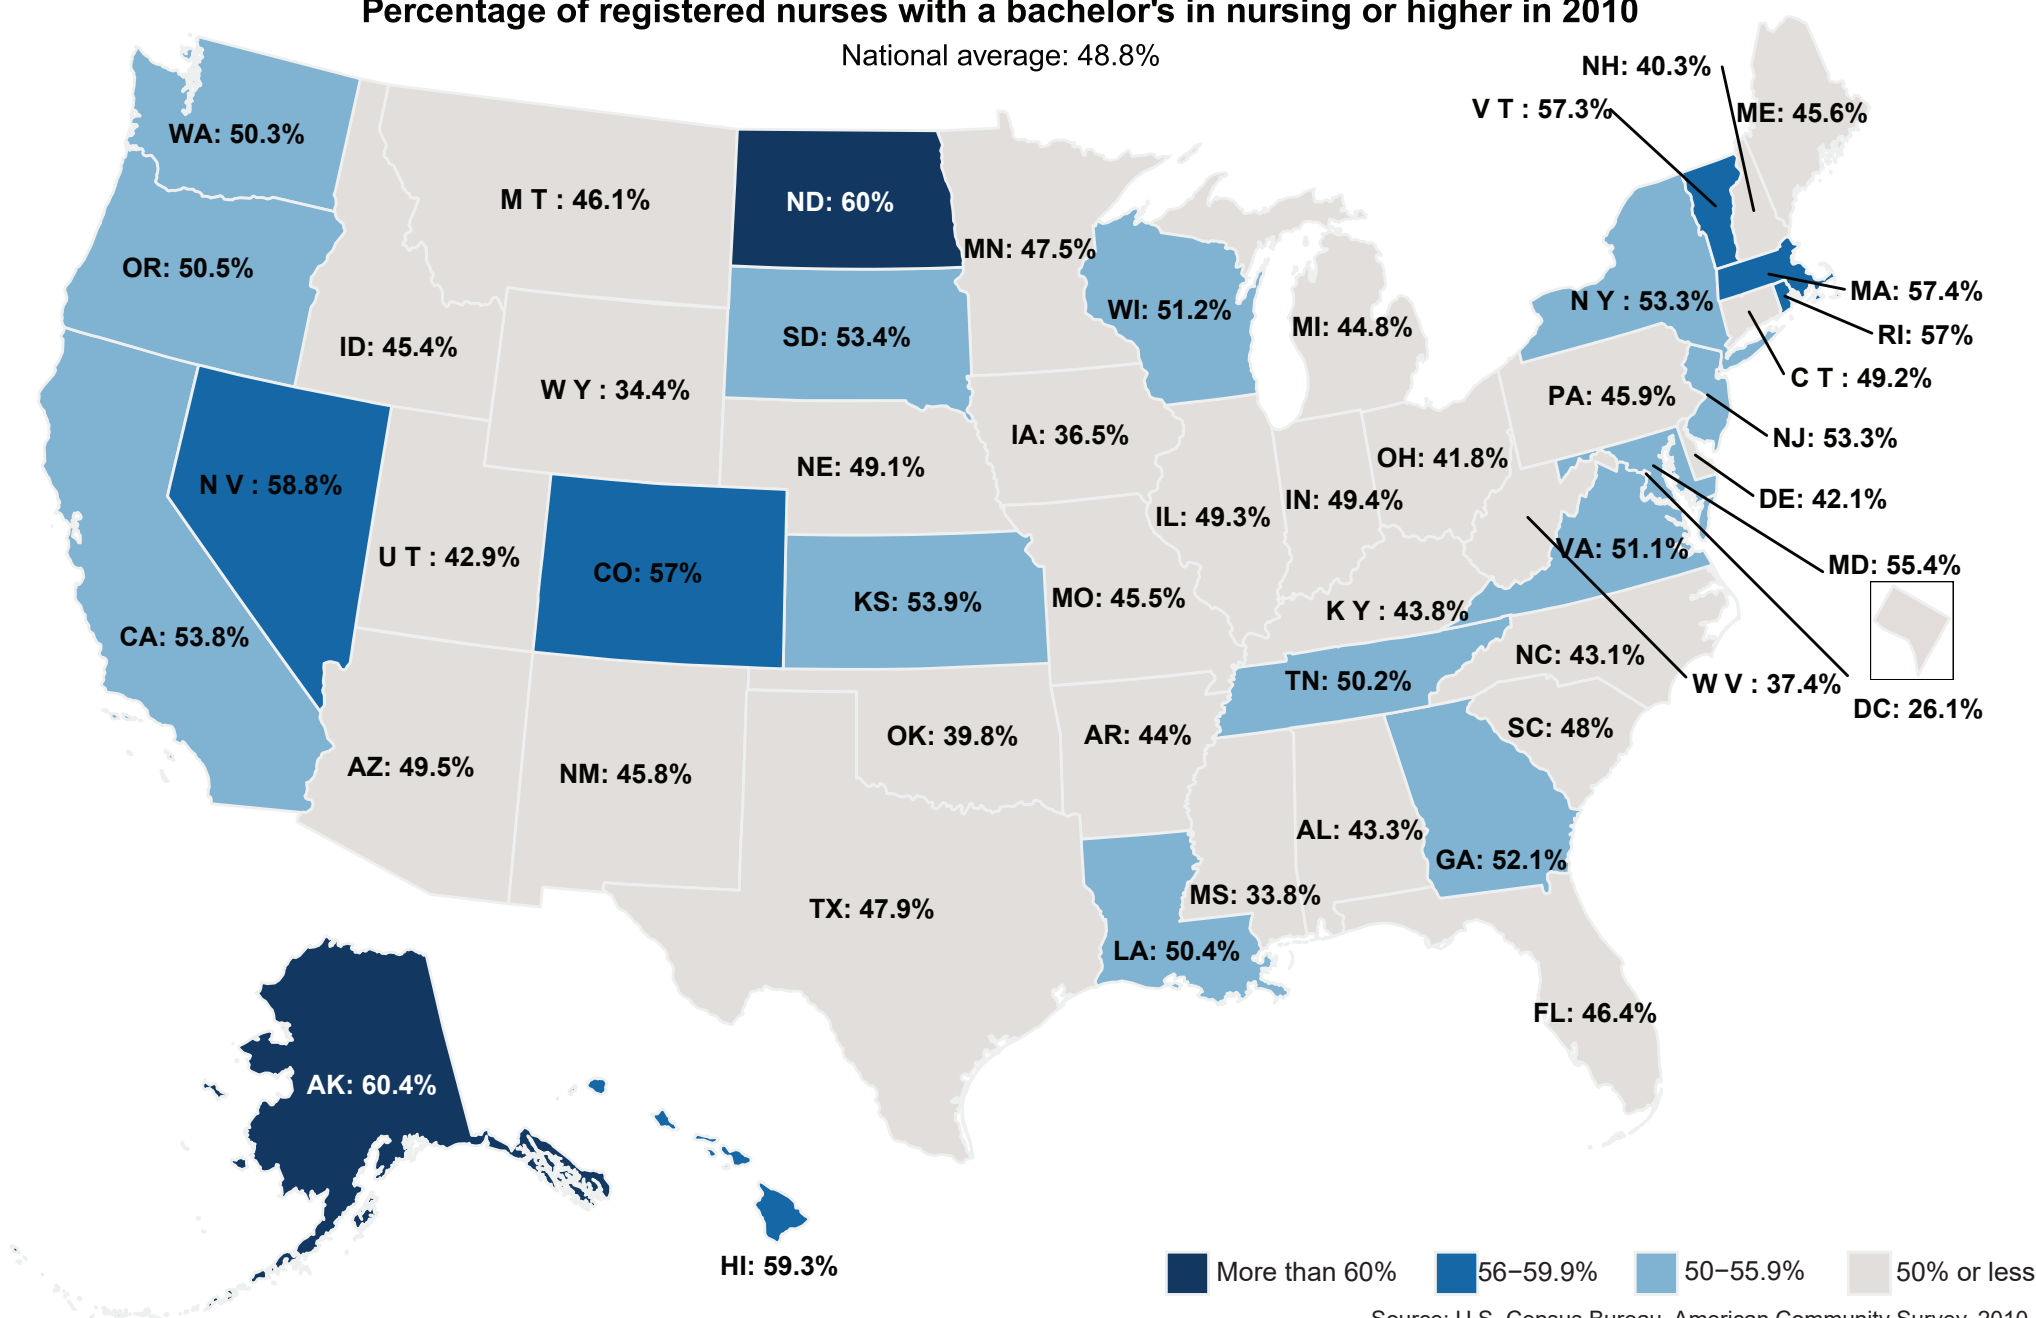 Percentage of registered nurses with a bachelor's in nursing or higher in 2010
National average: 48.8%
NH: 40.3%
V T : 57.3%
ME: 45.6%
WA: 50.3%
M T : 46.1%
ND: 60%
MN: 47.5%
OR: 50.5%
WI: 51.2%
N Y : 53.3%
MA: 57.4%
SD: 53.4%
MI: 44.8%
RI: 57%
ID: 45.4%
C T : 49.2%
W Y : 34.4%
PA: 45.9%
IA: 36.5%
NJ: 53.3%
NE: 49.1%
OH: 41.8%
N V : 58.8%
IN: 49.4%
DE: 42.1%
IL: 49.3%
U T : 42.9%
VA: 51.1%
CO: 57%
MD: 55.4%
KS: 53.9%
MO: 45.5%
K Y : 43.8%
CA: 53.8%
NC: 43.1%
TN: 50.2%
W V : 37.4%
DC: 26.1%
SC: 48%
OK: 39.8%
AR: 44%
AZ: 49.5%
NM: 45.8%
AL: 43.3%
GA: 52.1%
MS: 33.8%
TX: 47.9%
LA: 50.4%
FL: 46.4%
AK: 60.4%
HI: 59.3%
More than 60%
56–59.9%
50–55.9%
50% or less
Source: U.S. Census Bureau, American Community Survey, 2010